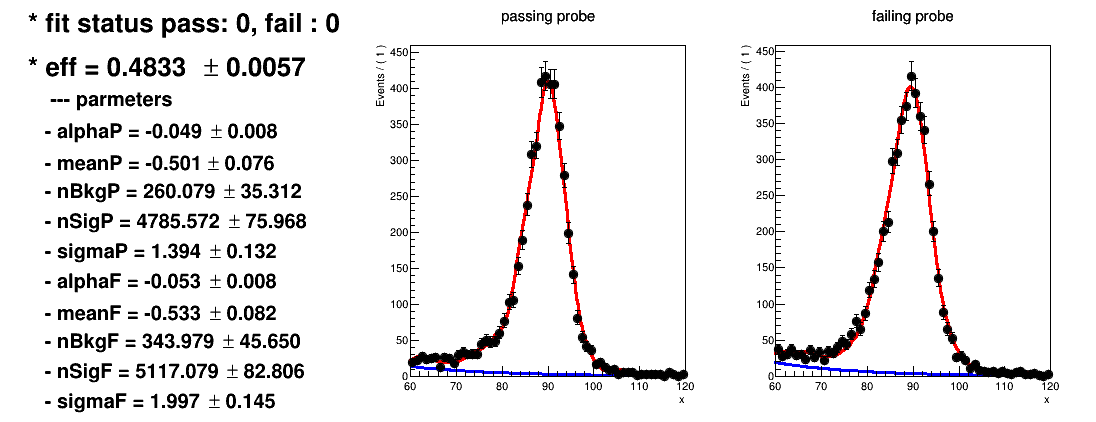 * fit status pass: 0, fail : 0
* eff = 0.4833 ± 0.0057
--- parmeters
- alphaP = -0.049 ± 0.008
- meanP = -0.501 ± 0.076
- nBkgP = 260.079 ± 35.312
- nSigP = 4785.572 ± 75.968
- sigmaP = 1.394 ± 0.132
- alphaF = -0.053 ± 0.008
- meanF = -0.533 ± 0.082
- nBkgF = 343.979 ± 45.650
- nSigF = 5117.079 ± 82.806
- sigmaF = 1.997 ± 0.145
passing probe
Events / ( 1 )
450
400
350
300
250
200
150
100
50
0
60 70 80 90 100 110 120
x
failing probe
Events / ( 1 )
450
400
350
300
250
200
150
100
50
0
60 70 80 90 100 110 120
x